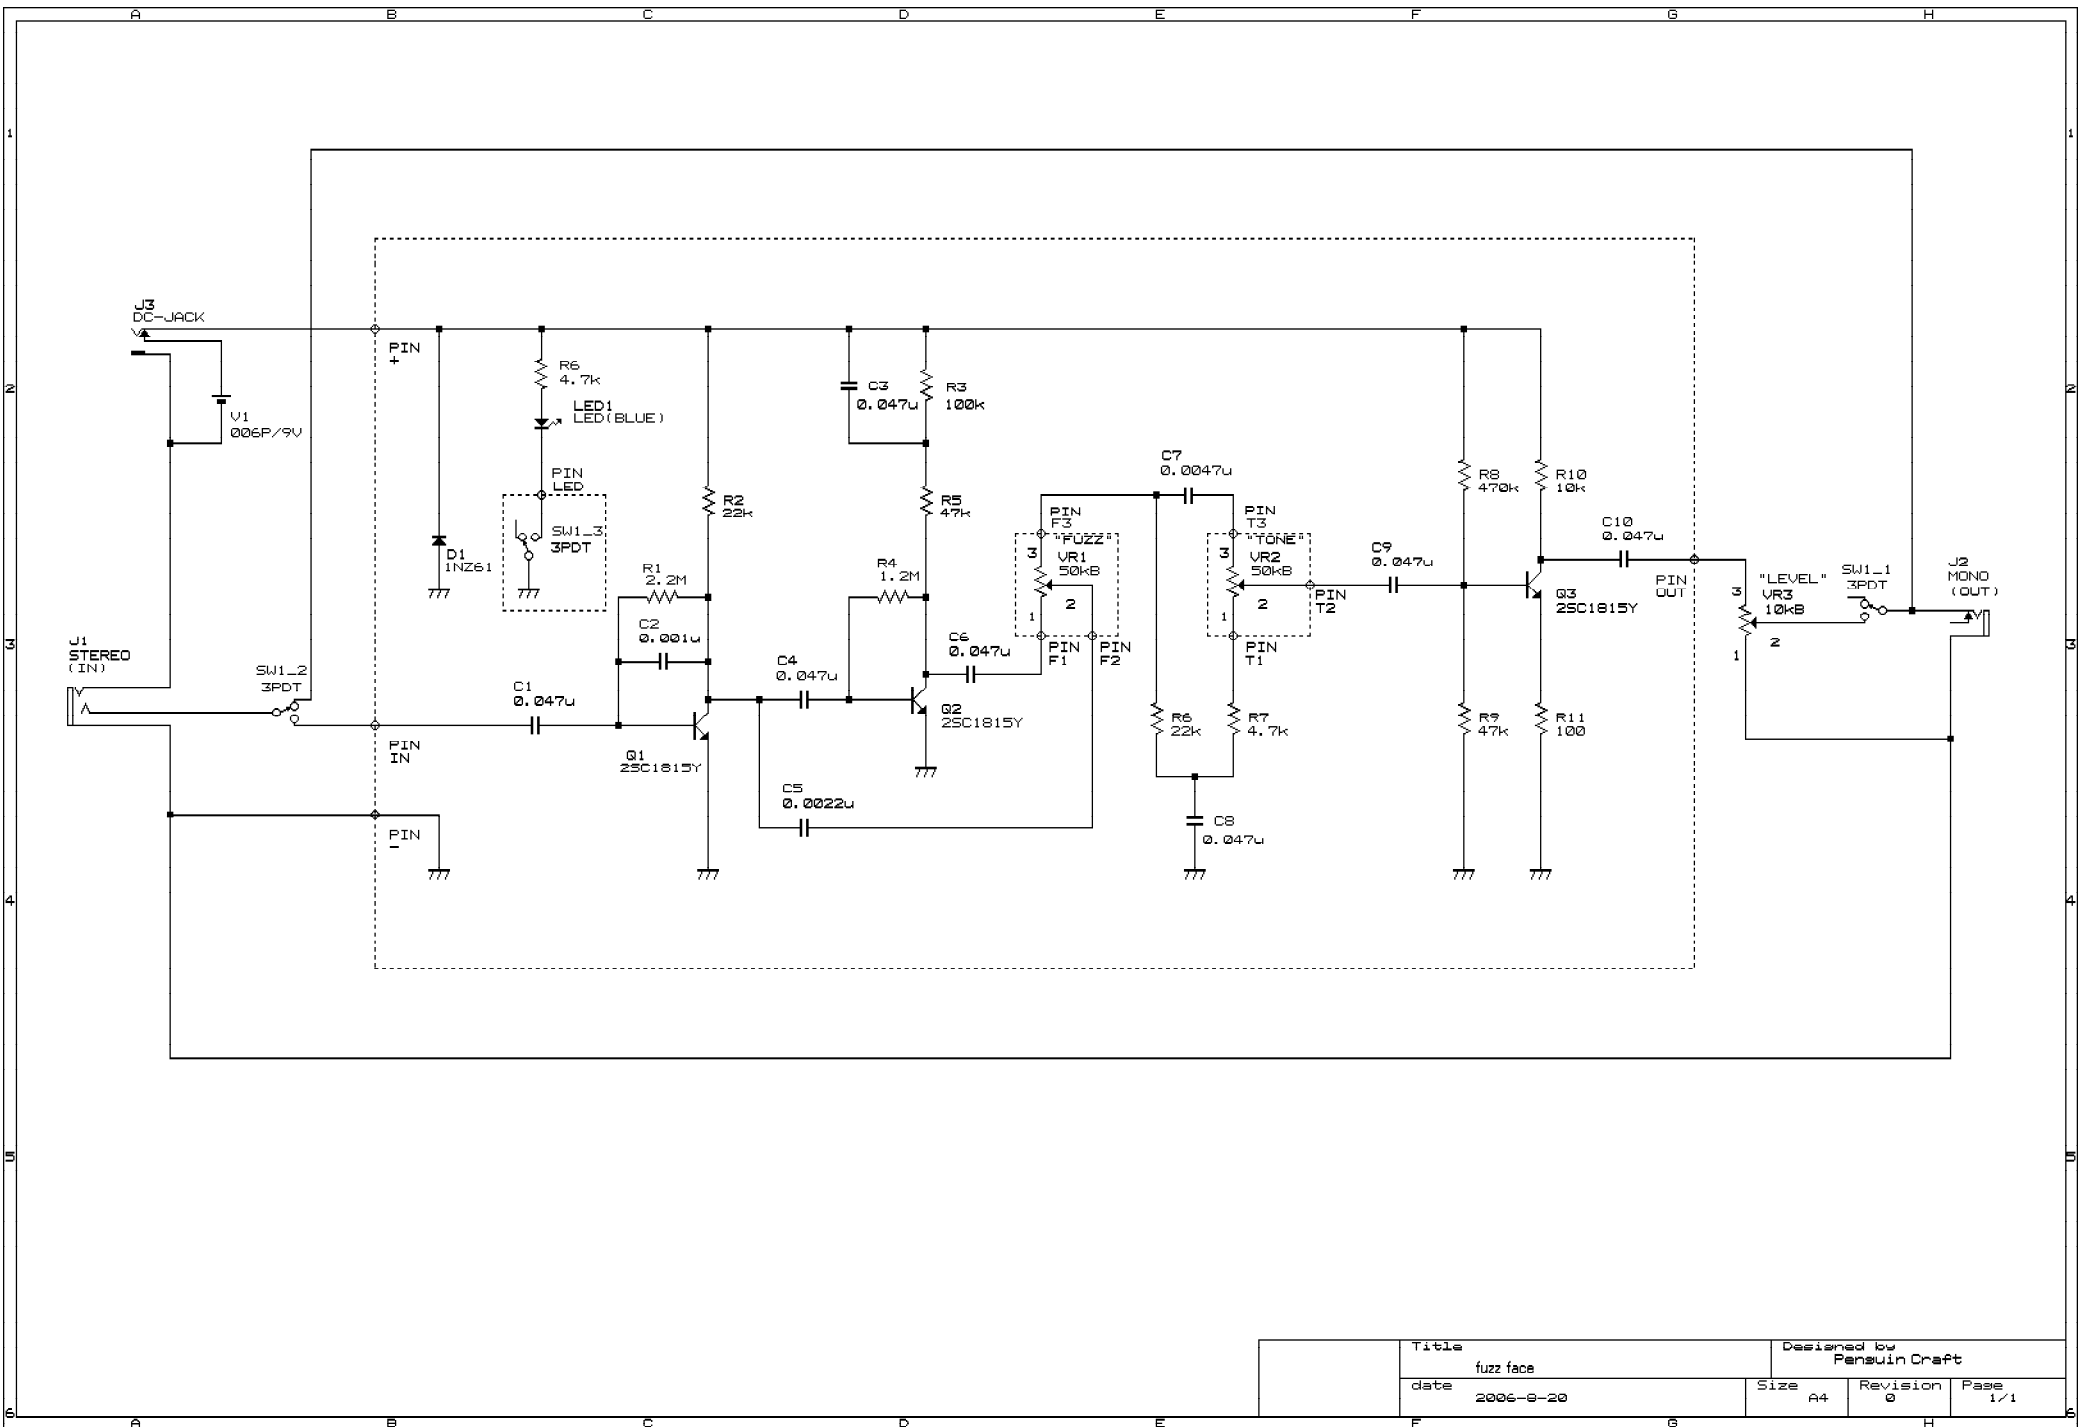 A B C D E F G H
1 1
J3
DC-JACK
PIN
+
R6
4.7k
C3
0.047u
R3
100k
2 2
LED1
LED(BLUE)
V1
006P/9V
C7
0.0047u
PIN
LED
R2
22k
R5
47k
R8
470k
R10
10k
PIN
F3
PIN
T3
C10
0.047u
SW1_3
3PDT
"FUZZ"
3
VR1
50kB
2
1
"TONE"
3
VR2
50kB
2
1
D1
1NZ61
R1
2.2M
R4
1.2M
C9
0.047u
PIN
T2
Q3
2SC1815Y
PIN
OUT
"LEVEL"
3
VR3
10kB
2
1
SW1_1
3PDT
J2
MONO
(OUT)
C2
0.001u
3 3
J1
STEREO
(IN)
C6
0.047u
PIN
F1
PIN
F2
PIN
T1
SW1_2
3PDT
C1
0.047u
C4
0.047u
Q2
2SC1815Y
R6
22k
R7
4.7k
R9
47k
R11
100
PIN
IN
Q1
2SC1815Y
C5
0.0022u
PIN
-
C8
0.047u
4 4
5 5
Title
fuzz face
Designed by
Penguin Craft
date
2006-8-20
Size
A4
Revision
0
Page
1/1
6 6
A B C D E F G H